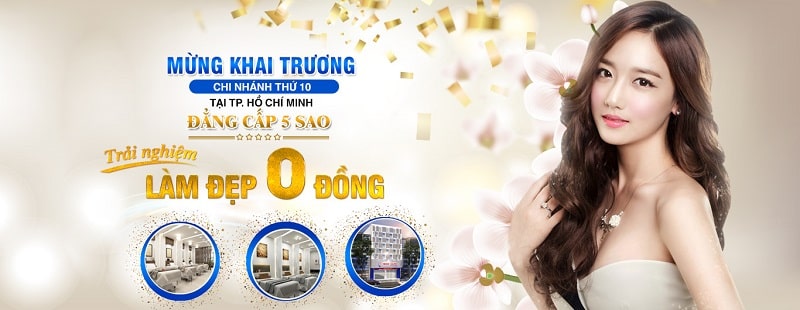 MỪNG KHAI TRƯƠNG
CHI NHÁNH THỨ 10
TẠI TP. HỒ CHÍ MINH
ĐẲNG CẤP 5 SAO
Trải nghiệm
LÀM ĐẸP 0 ĐỒNG